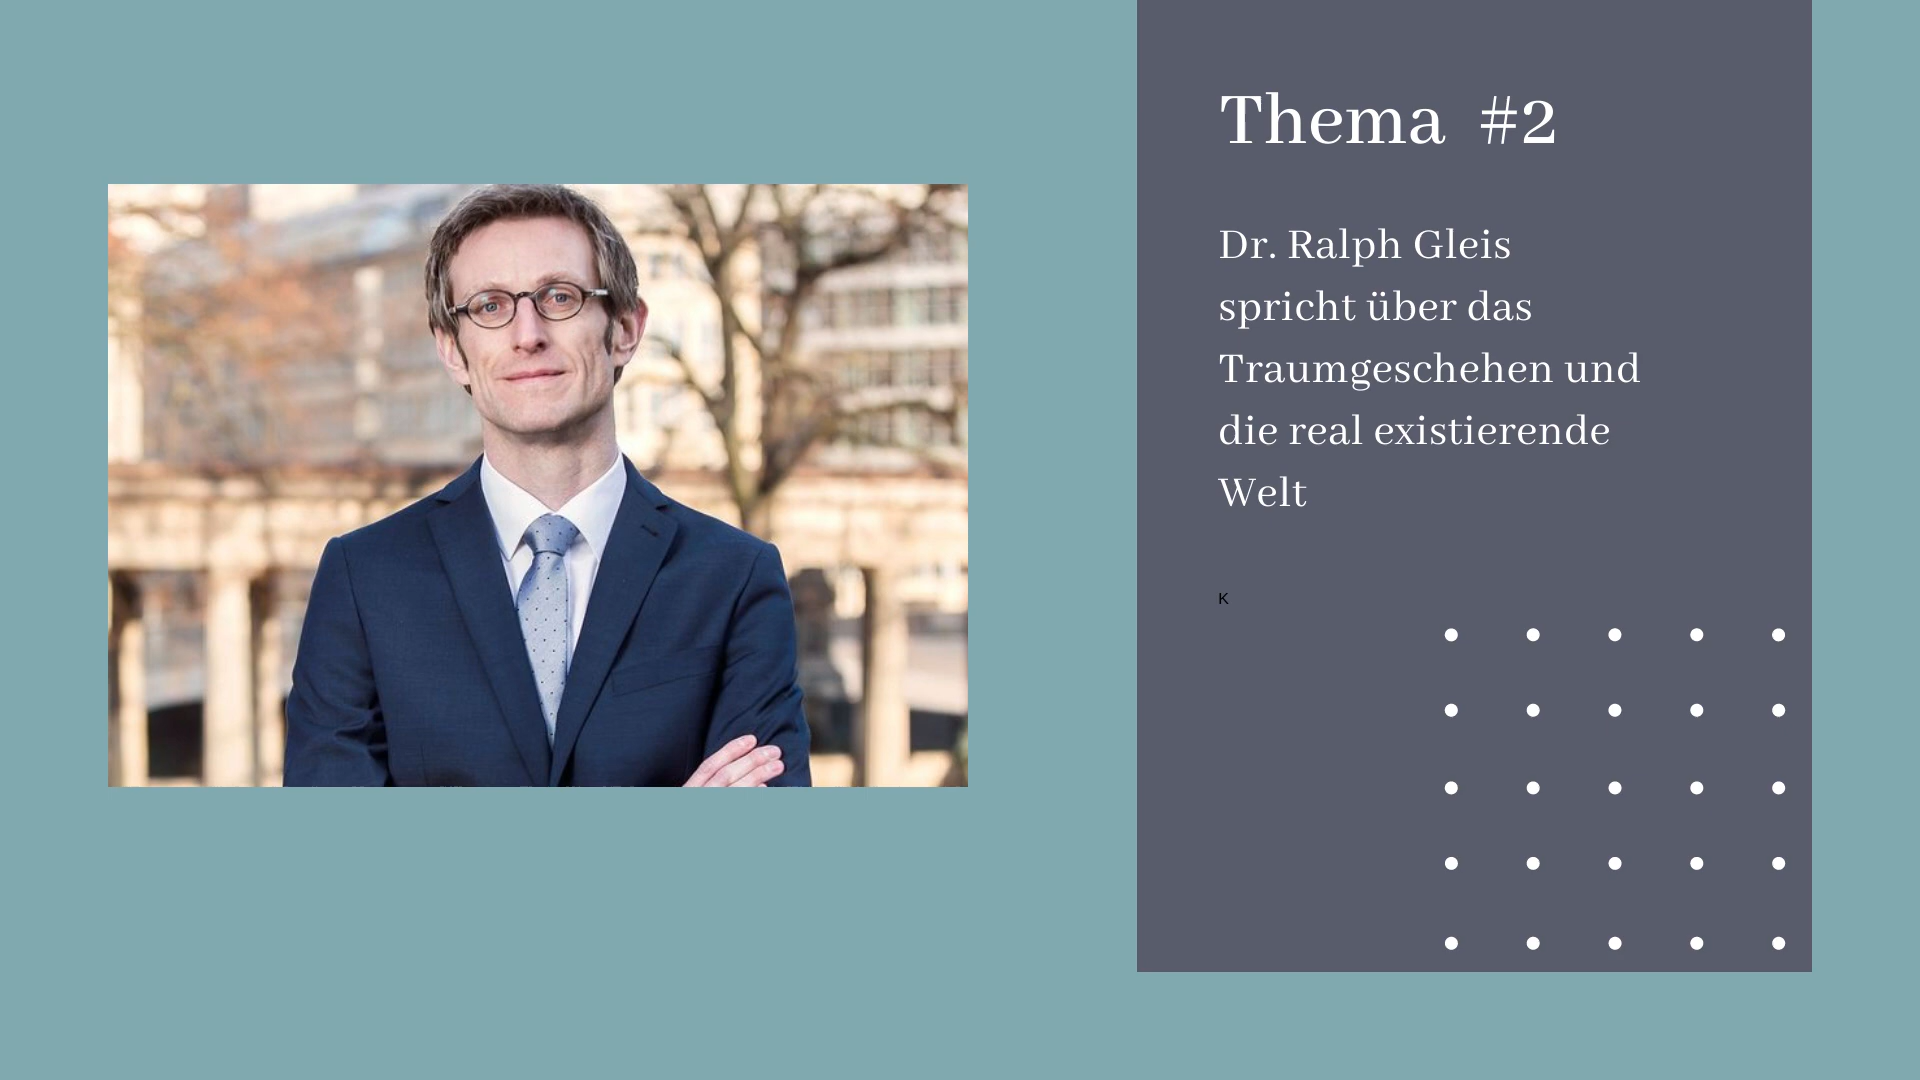 Thema #2
Dr. Ralph Gleis
spricht über das
Traumgeschehen und
die real existierende
Welt
K